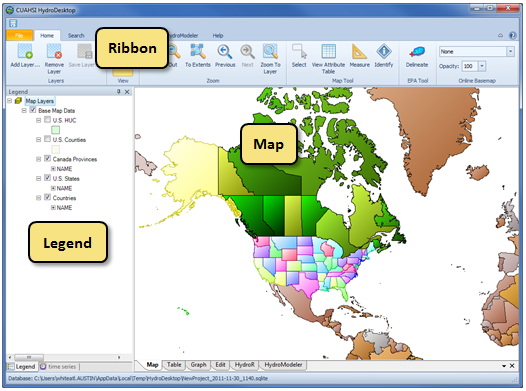 CUAHSI HydroDesktop
File Home Search HydroModeler Help
Ribbon
Add Layer... Remove Layer Save Layer Out To Extents Previous Next Zoom To Layer Select View Attribute Table Measure Identify Delineate None
Opacity: 100
Layers View Zoom Map Tool EPA Tool Online Basemap
Legend
Map Layers
Base Map Data
U.S. HUC
U.S. Counties
Canada Provinces
NAME
U.S. States
NAME
Countries
NAME
Map
Legend
Legend time series
Map Table Graph Edit HydroR HydroModeler
Database: C:\Users\whiteall.AUSTIN\AppData\Local\Temp\HydroDesktop\NewProject_2011-11-30_1140.sqlite